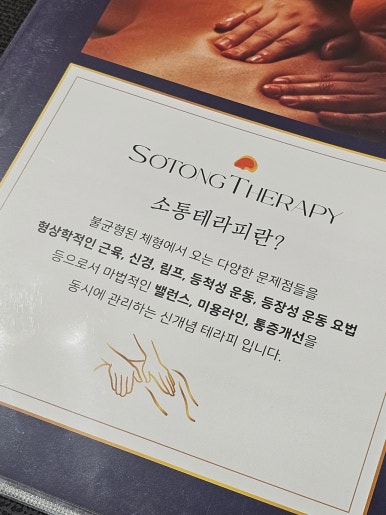 SOTONG THERAPY
소통테라피란?
불균형된 체형에서 오는 다양한 문제점들을
형상학적인 근육, 신경, 림프, 등척성 운동, 등장성 운동 요법
등으로서 마법적인 밸런스, 미용라인, 통증개선을
동시에 관리하는 신개념 테라피 입니다.